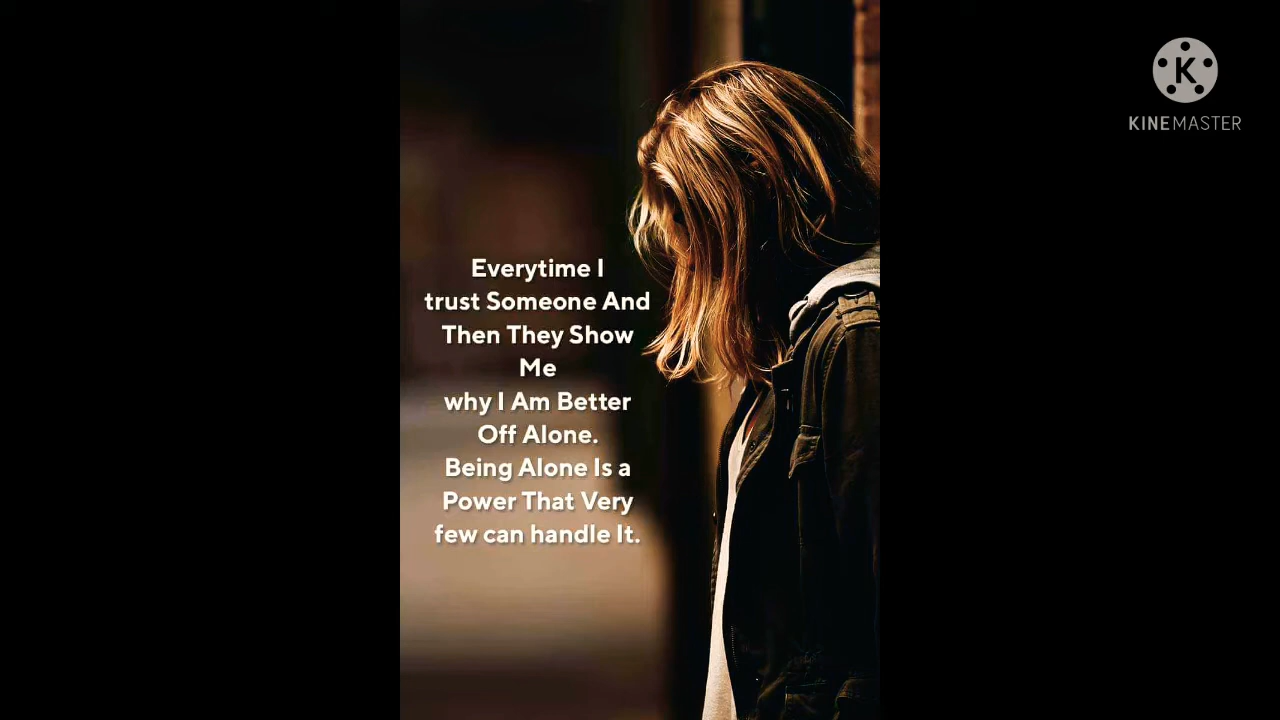 Everytime I
trust Someone And
Then They Show
Me
why I Am Better
Off Alone.
Being Alone Is a
Power That Very
few can handle It.
K
KINEMASTER